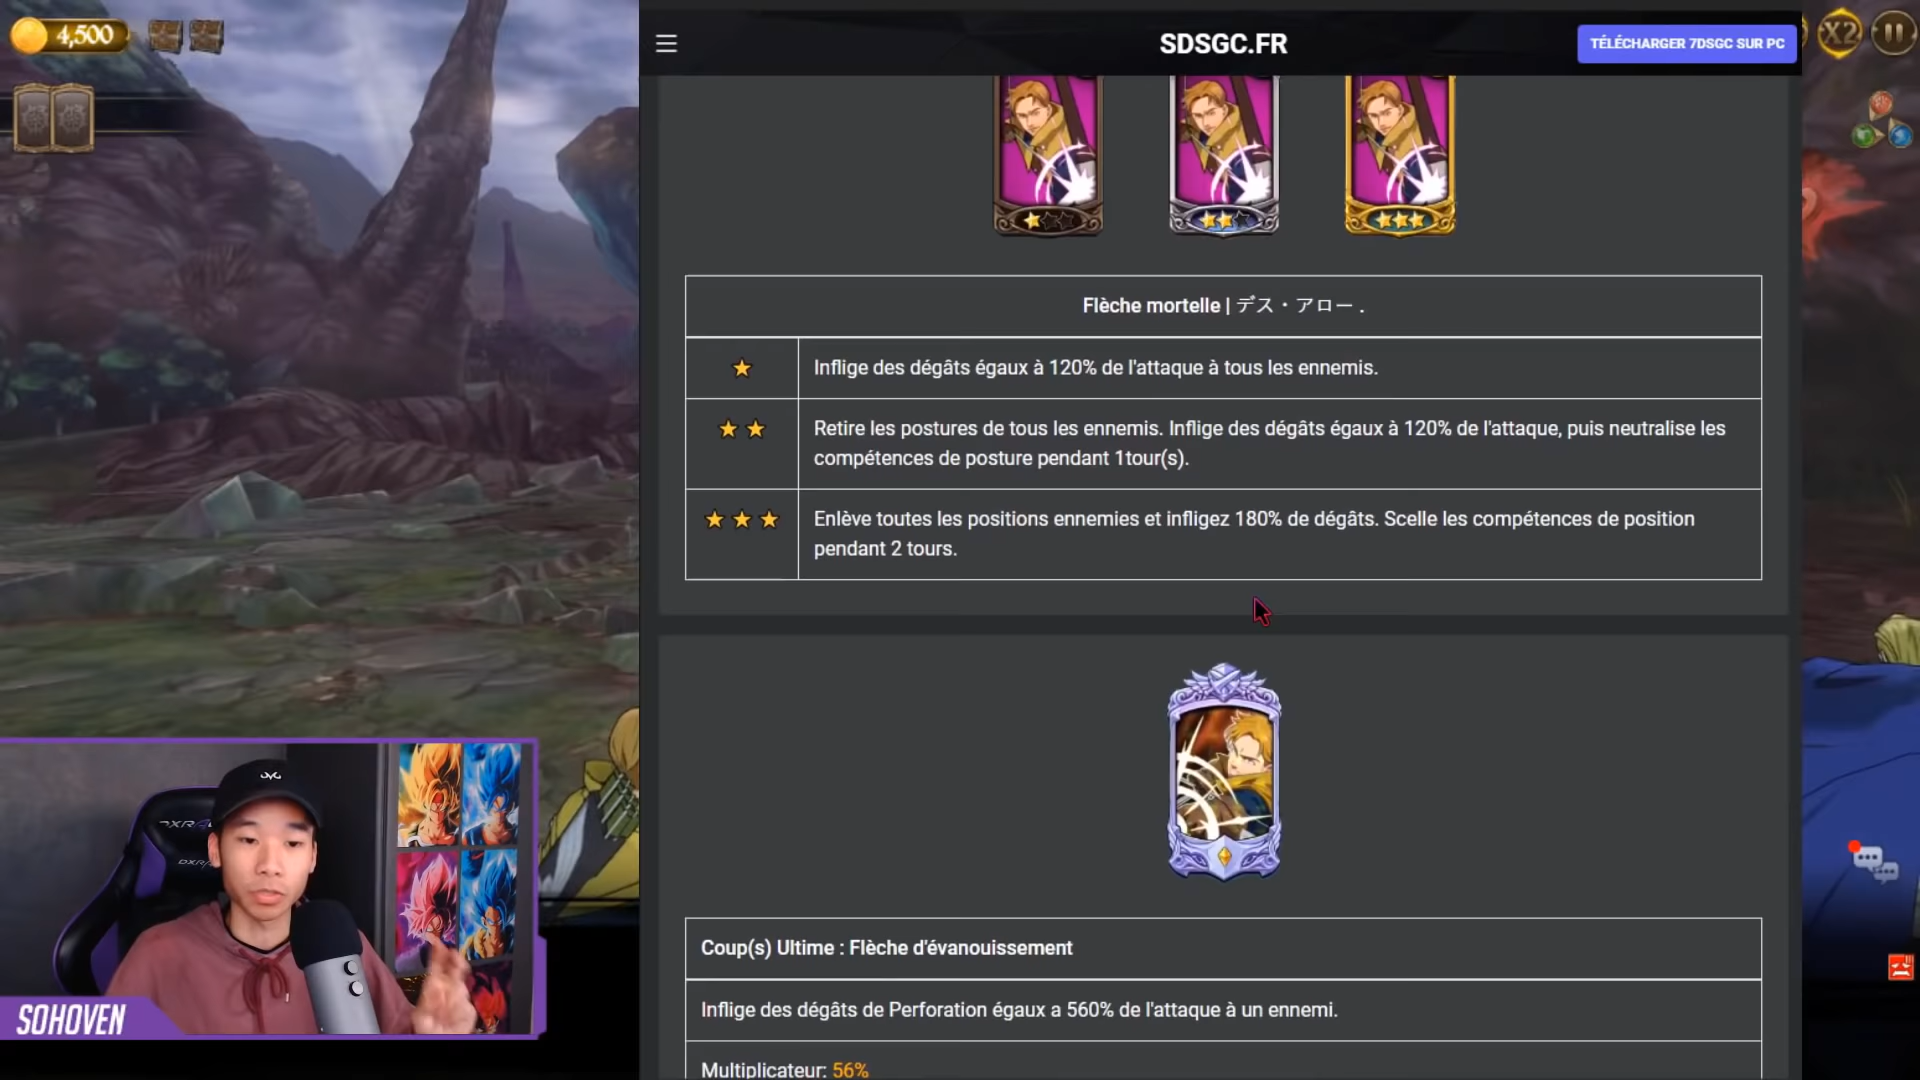 4,500
SDSGC.FR
TÉLÉCHARGER 7DSGC SUR PC
X2
Flèche mortelle | デス・アロー .
Inflige des dégâts égaux à 120% de l'attaque à tous les ennemis.
Retire les postures de tous les ennemis. Inflige des dégâts égaux à 120% de l'attaque, puis neutralise les
compétences de posture pendant 1tour(s).
Enlève toutes les positions ennemies et infligez 180% de dégâts. Scelle les compétences de position
pendant 2 tours.
Coup(s) Ultime : Flèche d'évanouissement
Inflige des dégâts de Perforation égaux a 560% de l'attaque à un ennemi.
Multiplicateur: 56%
SOHOVEN